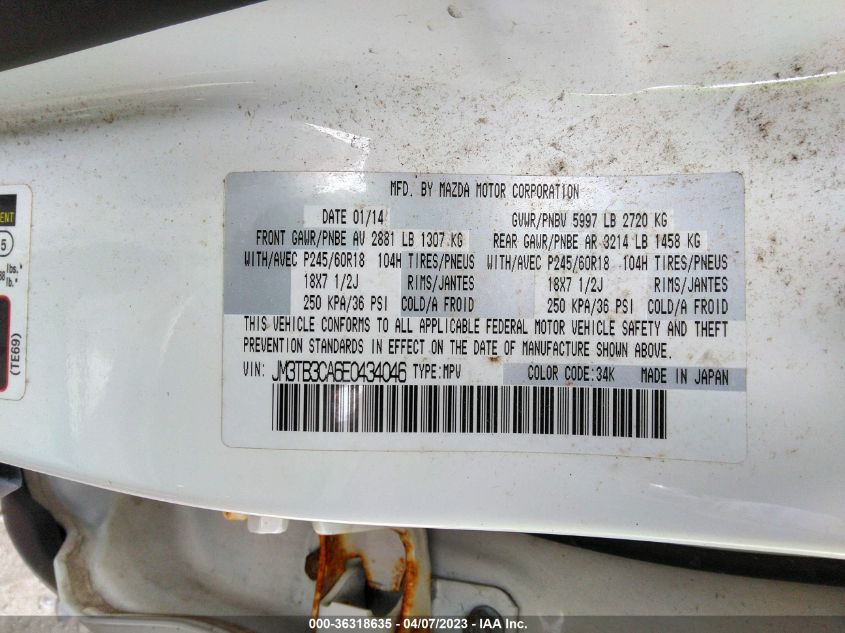 MFD. BY MAZDA MOTOR CORPORATION
DATE 01/14 GVWR/PNBV 5997 LB 2720 KG
FRONT GAWR/PNBE AV 2881 LB 1307 KG REAR GAWR/PNBE AR 3214 LB 1458 KG
WITH/AVEC P245/60R18 104H TIRES/PNEUS WITH/AVEC P245/60R18 104H TIRES/PNEUS
18X7 1/2J RIMS/JANTES 18X7 1/2J RIMS/JANTES
250 KPA/36 PSI COLD/A FROID 250 KPA/36 PSI COLD/A FROID
THIS VEHICLE CONFORMS TO ALL APPLICABLE FEDERAL MOTOR VEHICLE SAFETY AND THEFT
PREVENTION STANDARDS IN EFFECT ON THE DATE OF MANUFACTURE SHOWN ABOVE.
VIN: JM3TB3CA6E0434046 TYPE:MPV COLOR CODE:34K MADE IN JAPAN
ENT
5
lbs.*
lb.*
(TE69)
000-36318635 - 04/07/2023 - IAA Inc.